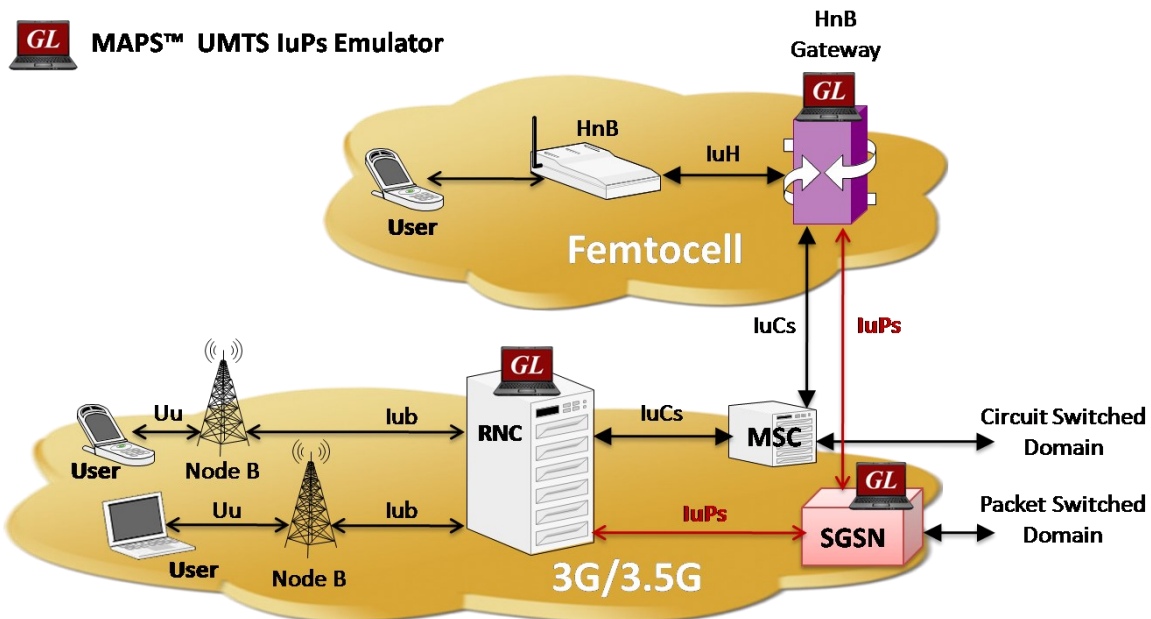 GL MAPS™ UMTS IuPs Emulator
HnB
Gateway
GL
HnB
IuH
User
Femtocell
IuCs
IuPs
GL
Uu
Iub
RNC
IuCs
MSC
Circuit Switched
Domain
User
Node B
GL
Uu
Iub
IuPs
SGSN
Packet Switched
Domain
User
Node B
3G/3.5G